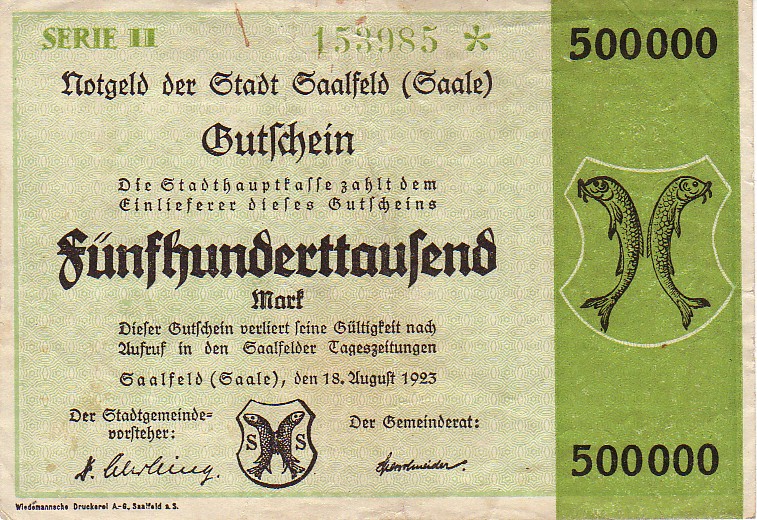 SERIE II
153985 *
500000
Notgeld der Stadt Saalfeld (Saale)
Gutschein
Die Stadthauptkasse zahlt dem
Einlieferer dieses Gutscheins
Fünfhunderttausend
Mark
Dieser Gutschein verliert seine Gültigkeit nach
Aufruf in den Saalfelder Tageszeitungen
Saalfeld (Saale), den 18. August 1923
Der Stadtgemeinde-
vorsteher:
S S
Der Gemeinderat:
500000
Wiedemannsche Druckerei A.-G., Saalfeld a. S.